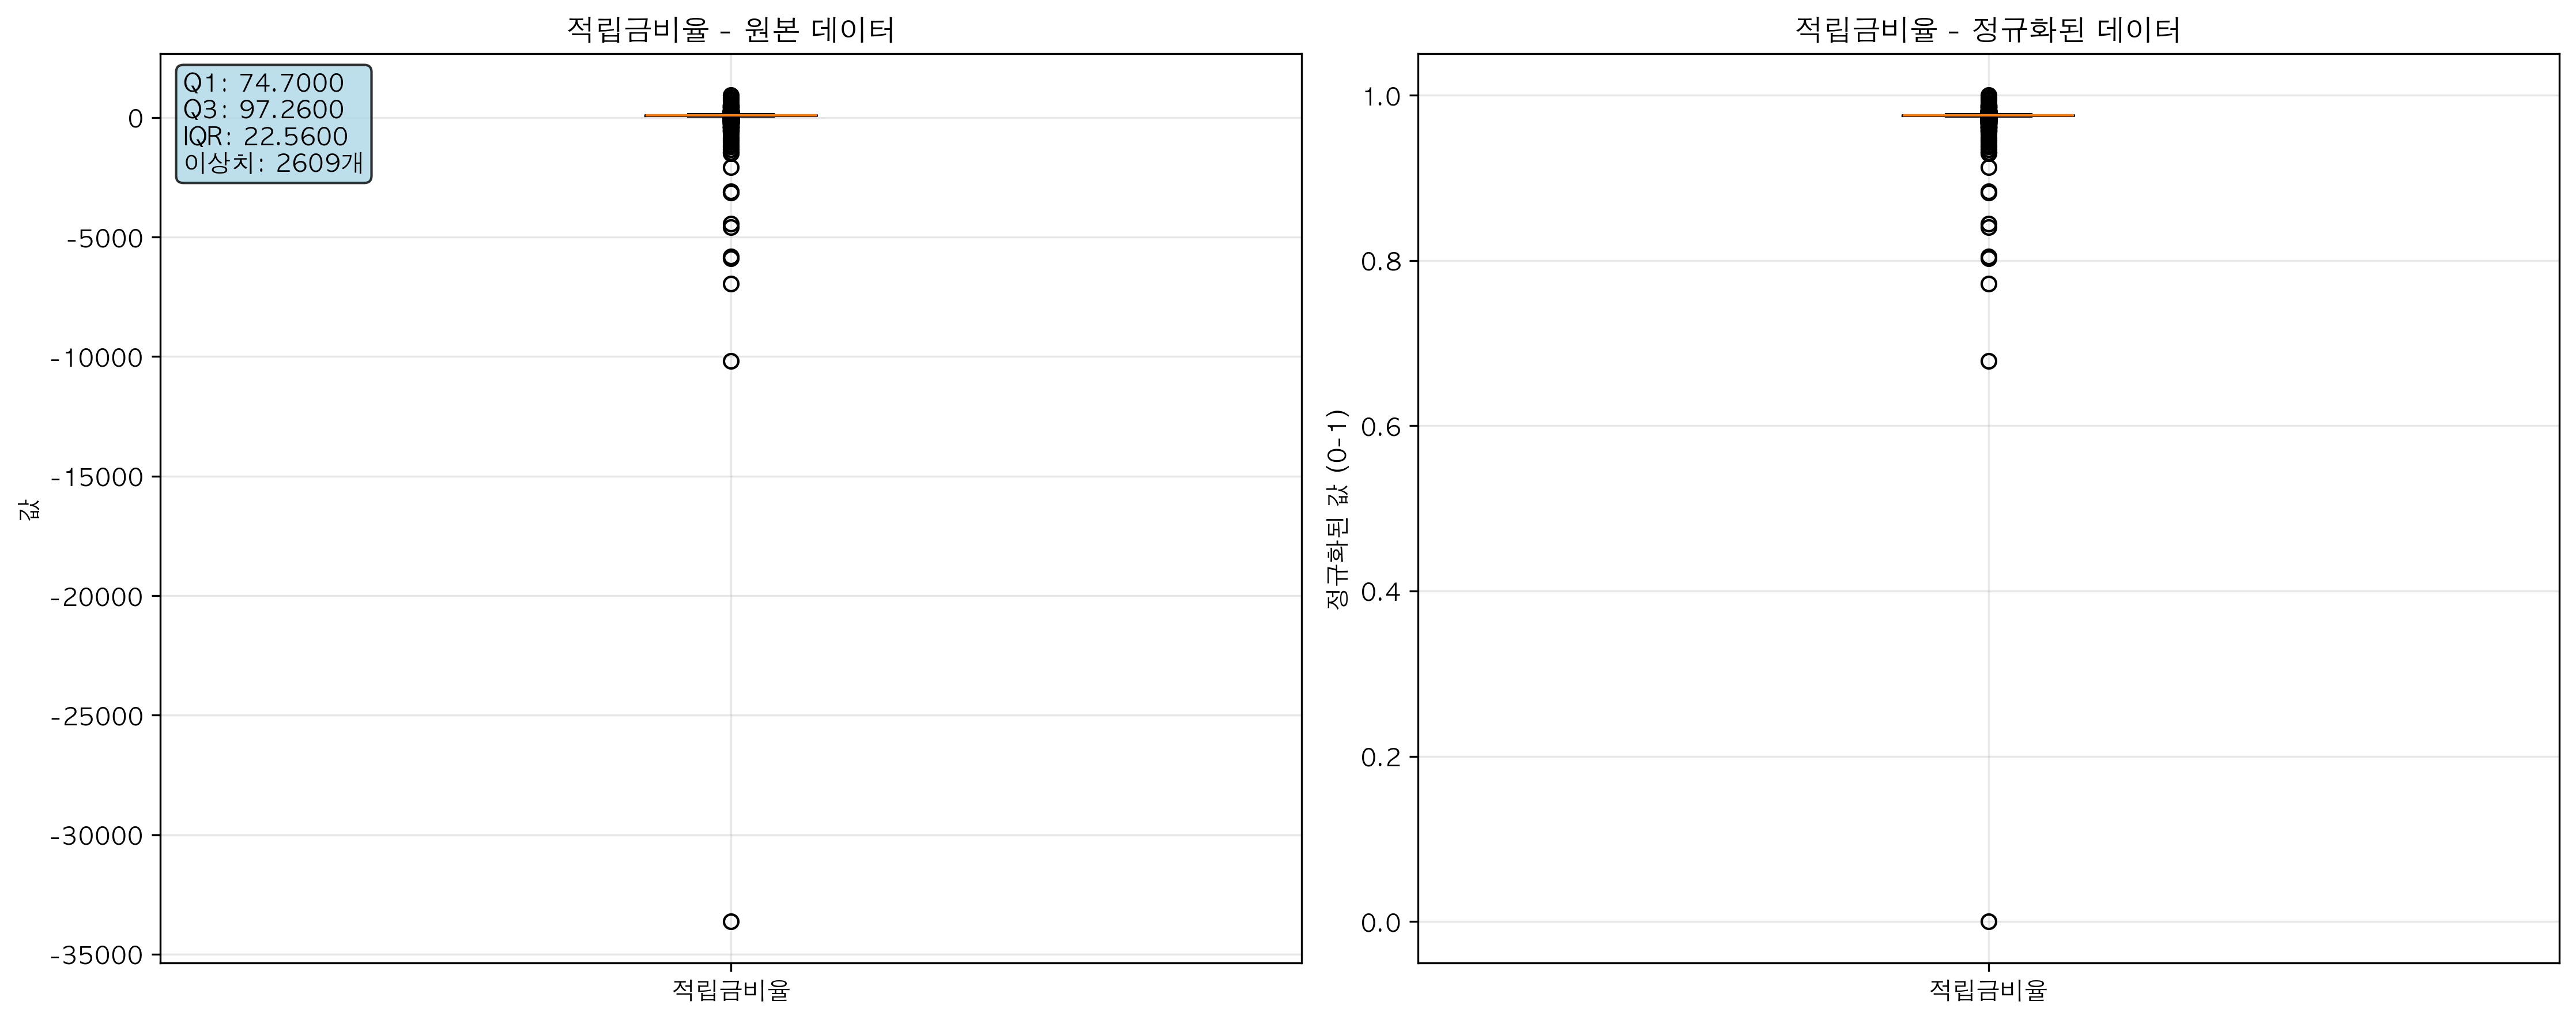 적립금비율 - 원본 데이터
Q1: 74.7000
Q3: 97.2600
IQR: 22.5600
이상치: 2609개
0
-5000
-10000
-15000
-20000
-25000
-30000
-35000
값
적립금비율
적립금비율 - 정규화된 데이터
1.0
0.8
0.6
0.4
0.2
0.0
정규화된 값 (0-1)
적립금비율